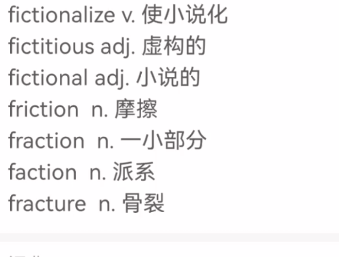 fictionalize v. 使小说化
fictitious adj. 虚构的
fictional adj. 小说的
friction n. 摩擦
fraction n. 一小部分
faction n. 派系
fracture n. 骨裂